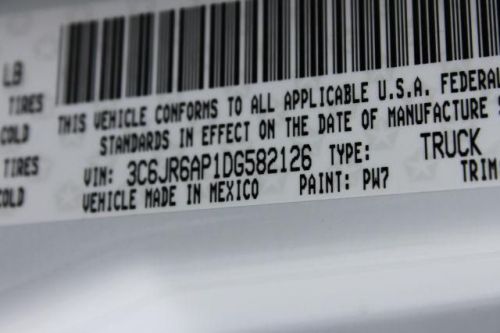 LB
TIRES
COLD
TIRES
COLD
THIS VEHICLE CONFORMS TO ALL APPLICABLE U.S.A. FEDERAL
STANDARDS IN EFFECT ON THE DATE OF MANUFACTURE
VIN: 3C6JR6AP1DG582126 TYPE: TRUCK
VEHICLE MADE IN MEXICO PAINT: PW7 TRIM